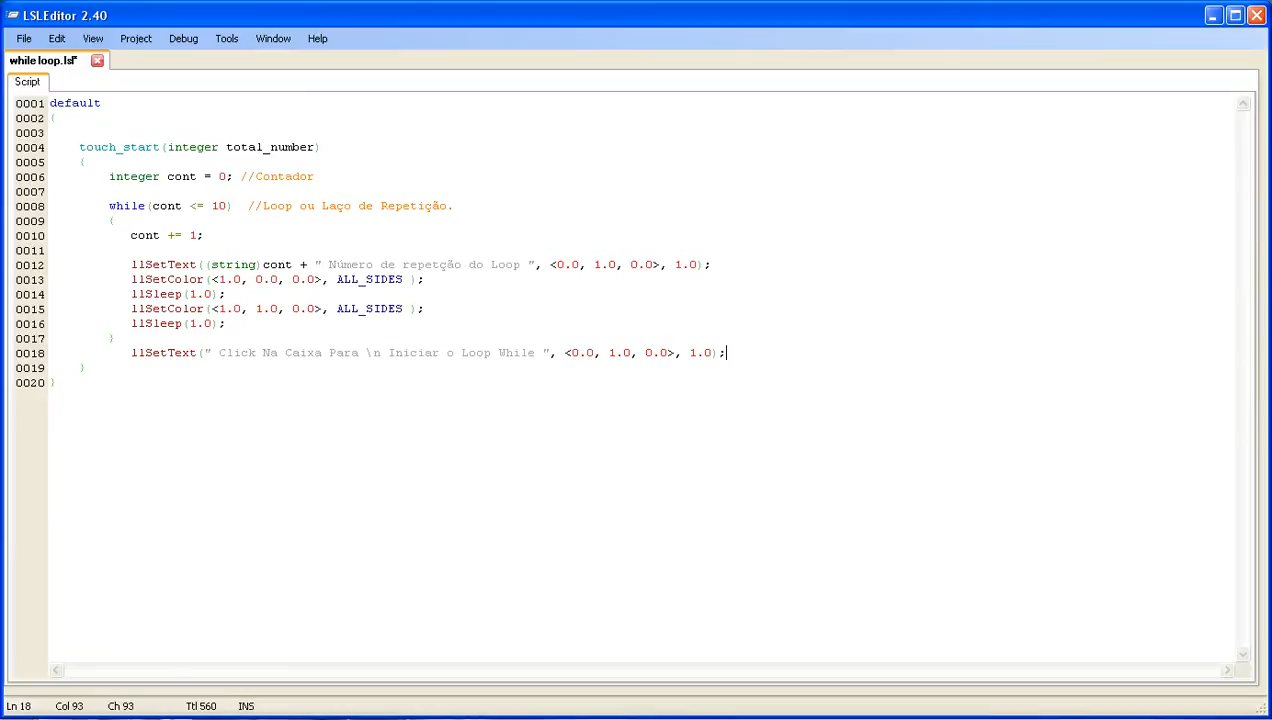 LSLEditor 2.40
File Edit View Project Debug Tools Window Help
while loop.lsl*
Script
0001 default
0002 {
0003
0004 touch_start(integer total_number)
0005 {
0006 integer cont = 0; //Contador
0007
0008 while(cont <= 10) //Loop ou Laço de Repetição.
0009 {
0010 cont += 1;
0011
0012 llSetText((string)cont + " Número de repetção do Loop ", <0.0, 1.0, 0.0>, 1.0);
0013 llSetColor(<1.0, 0.0, 0.0>, ALL_SIDES );
0014 llSleep(1.0);
0015 llSetColor(<1.0, 1.0, 0.0>, ALL_SIDES );
0016 llSleep(1.0);
0017 }
0018 llSetText(" Click Na Caixa Para \n Iniciar o Loop While ", <0.0, 1.0, 0.0>, 1.0);
0019 }
0020 }
Ln 18 Col 93 Ch 93 Ttl 560 INS